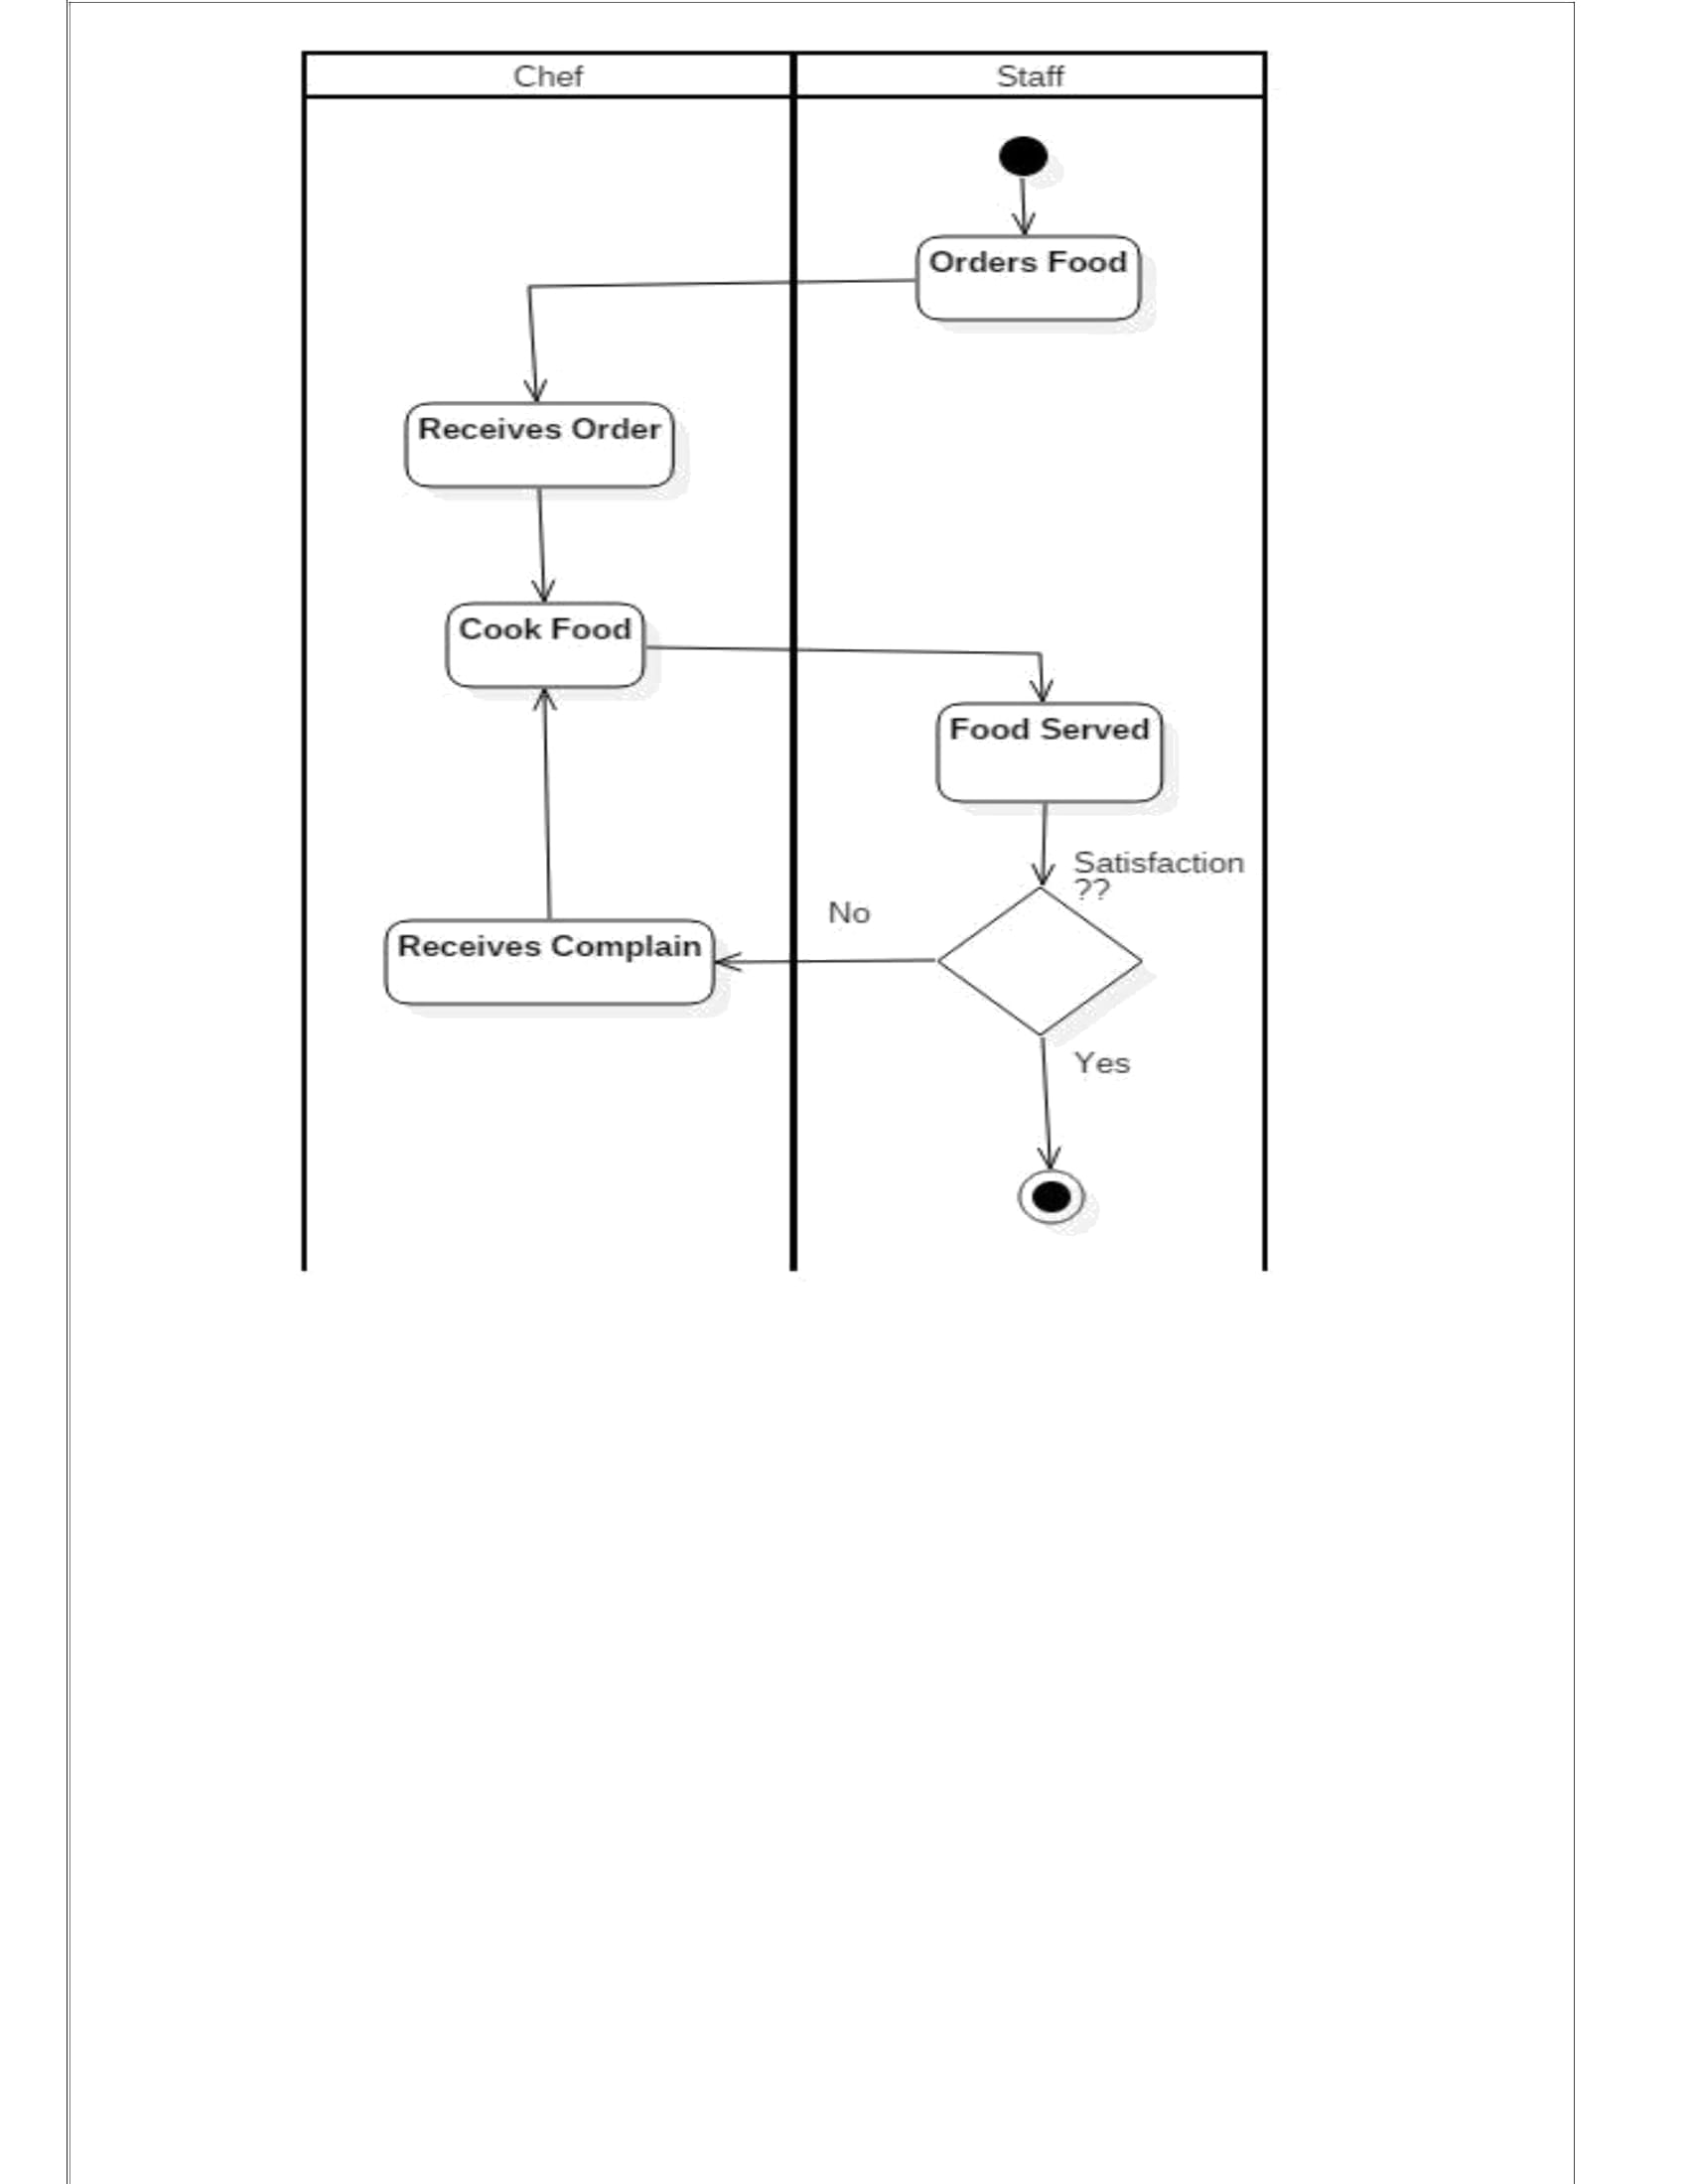 Chef
Staff
Orders Food
Receives Order
Cook Food
Food Served
Satisfaction
??
No
Receives Complain
Yes